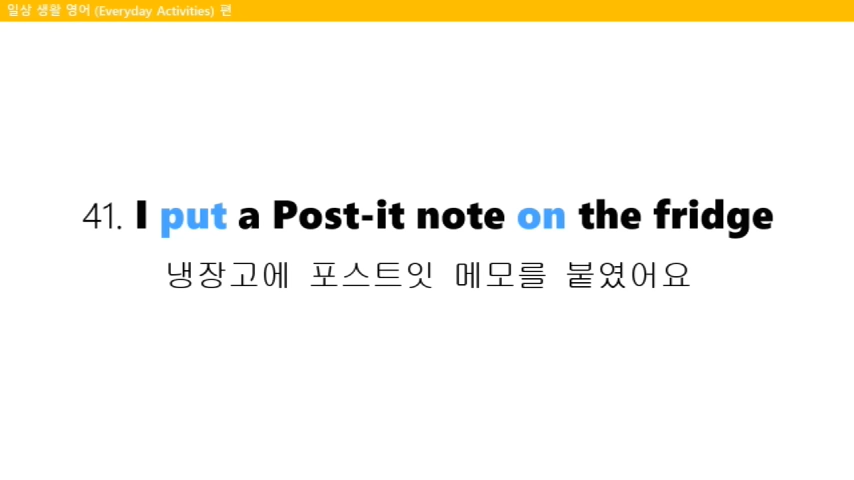 일상 생활 영어 (Everyday Activities) 편
41. I put a Post-it note on the fridge
냉장고에 포스트잇 메모를 붙였어요